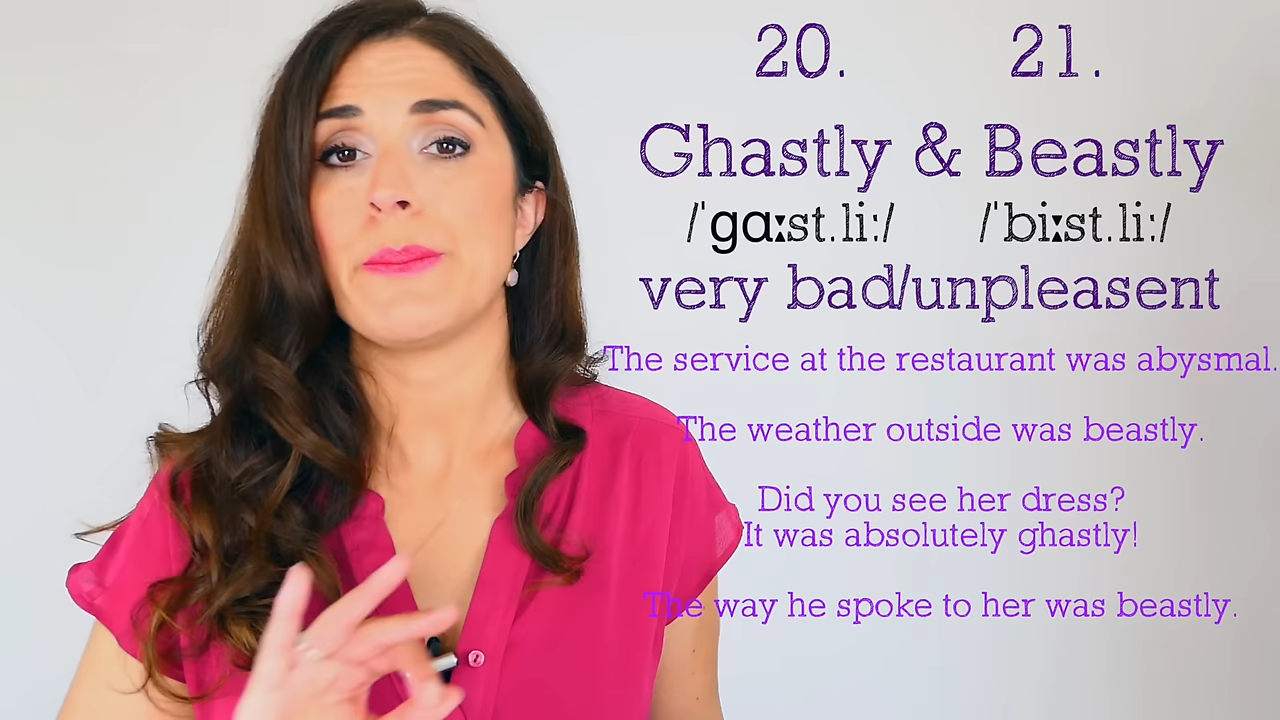 20. 21.
Ghastly & Beastly
/ˈɡɑːst.liː/ /ˈbiːst.liː/
very bad/unpleasent
The service at the restaurant was abysmal.
The weather outside was beastly.
Did you see her dress?
It was absolutely ghastly!
The way he spoke to her was beastly.